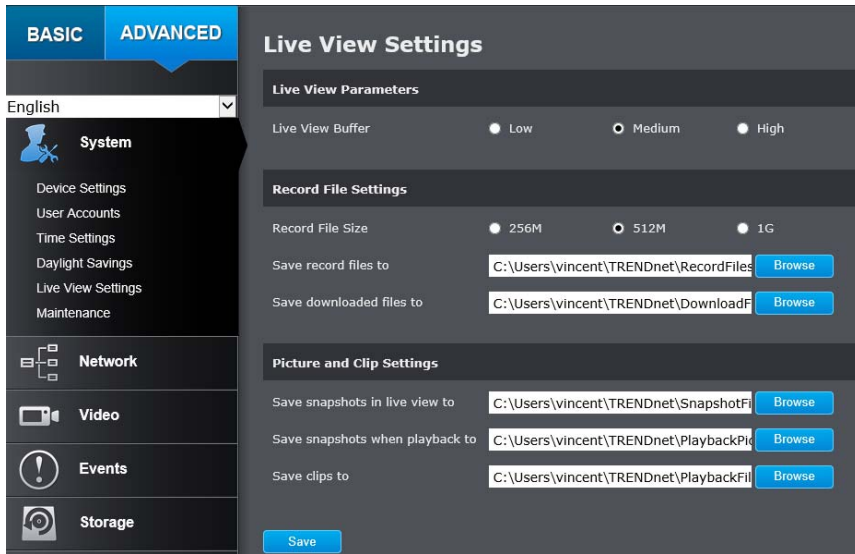 BASIC
ADVANCED
English
System
Device Settings
User Accounts
Time Settings
Daylight Savings
Live View Settings
Maintenance
Network
Video
Events
Storage
Live View Settings
Live View Parameters
Live View Buffer Low Medium High
Record File Settings
Record File Size 256M 512M 1G
Save record files to C:\Users\vincent\TRENDnet\RecordFiles Browse
Save downloaded files to C:\Users\vincent\TRENDnet\DownloadF Browse
Picture and Clip Settings
Save snapshots in live view to C:\Users\vincent\TRENDnet\SnapshotFi Browse
Save snapshots when playback to C:\Users\vincent\TRENDnet\PlaybackPic Browse
Save clips to C:\Users\vincent\TRENDnet\PlaybackFil Browse
Save